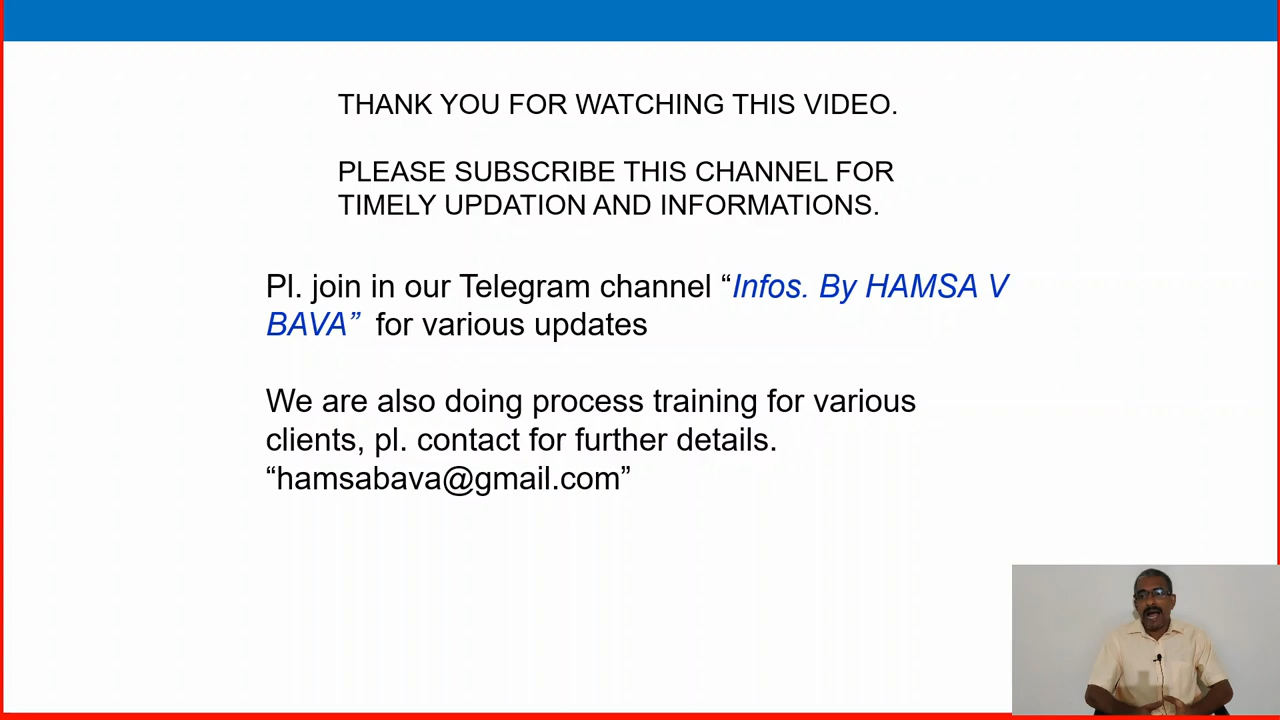 THANK YOU FOR WATCHING THIS VIDEO.
PLEASE SUBSCRIBE THIS CHANNEL FOR
TIMELY UPDATION AND INFORMATIONS.
Pl. join in our Telegram channel “Infos. By HAMSA V
BAVA” for various updates
We are also doing process training for various
clients, pl. contact for further details.
“hamsabava@gmail.com”